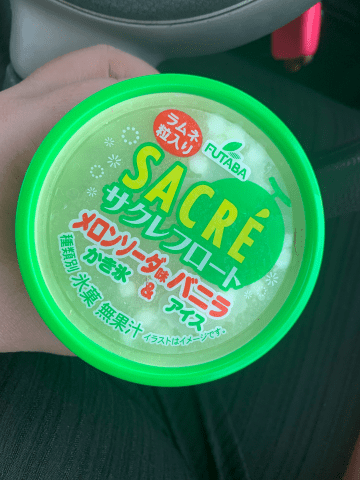 ラムネ
粒入り
FUTABA
SACRÉ
サクレフロート
メロンソーダ味 バニラ
かき氷 & アイス
種類別 氷菓 無果汁 イラストはイメージです。